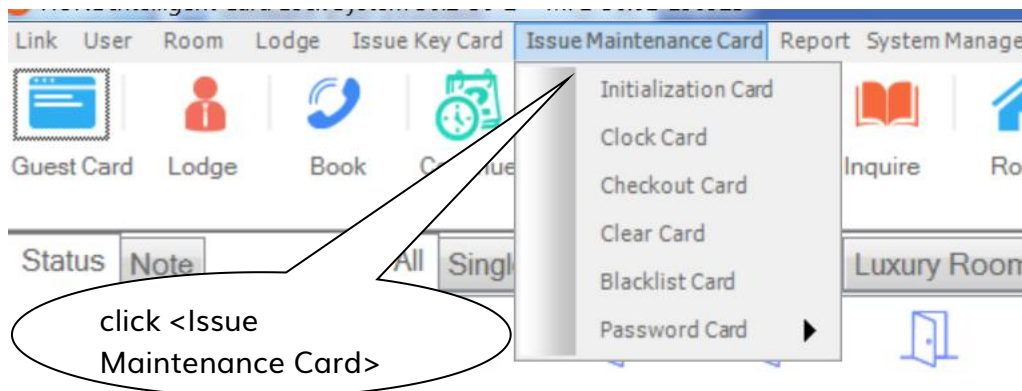 Link User Room Lodge Issue Key Card Issue Maintenance Card Report System Manage
Initialization Card
Clock Card
Checkout Card
Clear Card
Blacklist Card
Password Card
Guest Card Lodge Book Inquire
Status Note All Luxury Room
click <Issue
Maintenance Card>